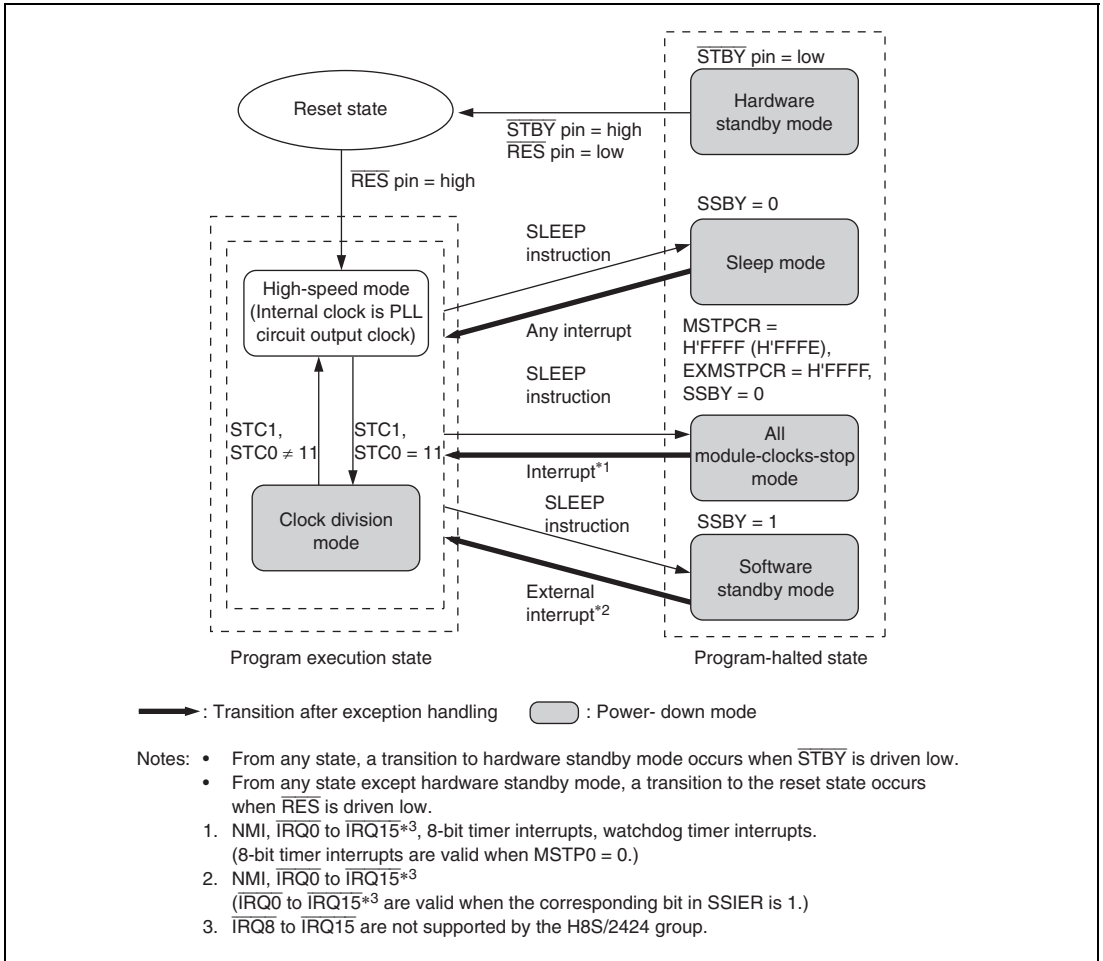 STBY pin = low
Reset state
Hardware
standby mode
STBY pin = high
RES pin = low
RES pin = high
SSBY = 0
SLEEP
instruction
Sleep mode
High-speed mode
(Internal clock is PLL
circuit output clock)
Any interrupt
MSTPCR =
H'FFFF (H'FFFE),
EXMSTPCR = H'FFFF,
SSBY = 0
SLEEP
instruction
STC1,
STC0 ≠ 11
STC1,
STC0 = 11
All
module-clocks-stop
mode
Interrupt*1
SLEEP
instruction
Clock division
mode
SSBY = 1
Software
standby mode
External
interrupt*2
Program execution state
Program-halted state
: Transition after exception handling
: Power- down mode
Notes: • From any state, a transition to hardware standby mode occurs when STBY is driven low.
• From any state except hardware standby mode, a transition to the reset state occurs
when RES is driven low.
1. NMI, IRQ0 to IRQ15*3, 8-bit timer interrupts, watchdog timer interrupts.
(8-bit timer interrupts are valid when MSTP0 = 0.)
2. NMI, IRQ0 to IRQ15*3
(IRQ0 to IRQ15*3 are valid when the corresponding bit in SSIER is 1.)
3. IRQ8 to IRQ15 are not supported by the H8S/2424 group.